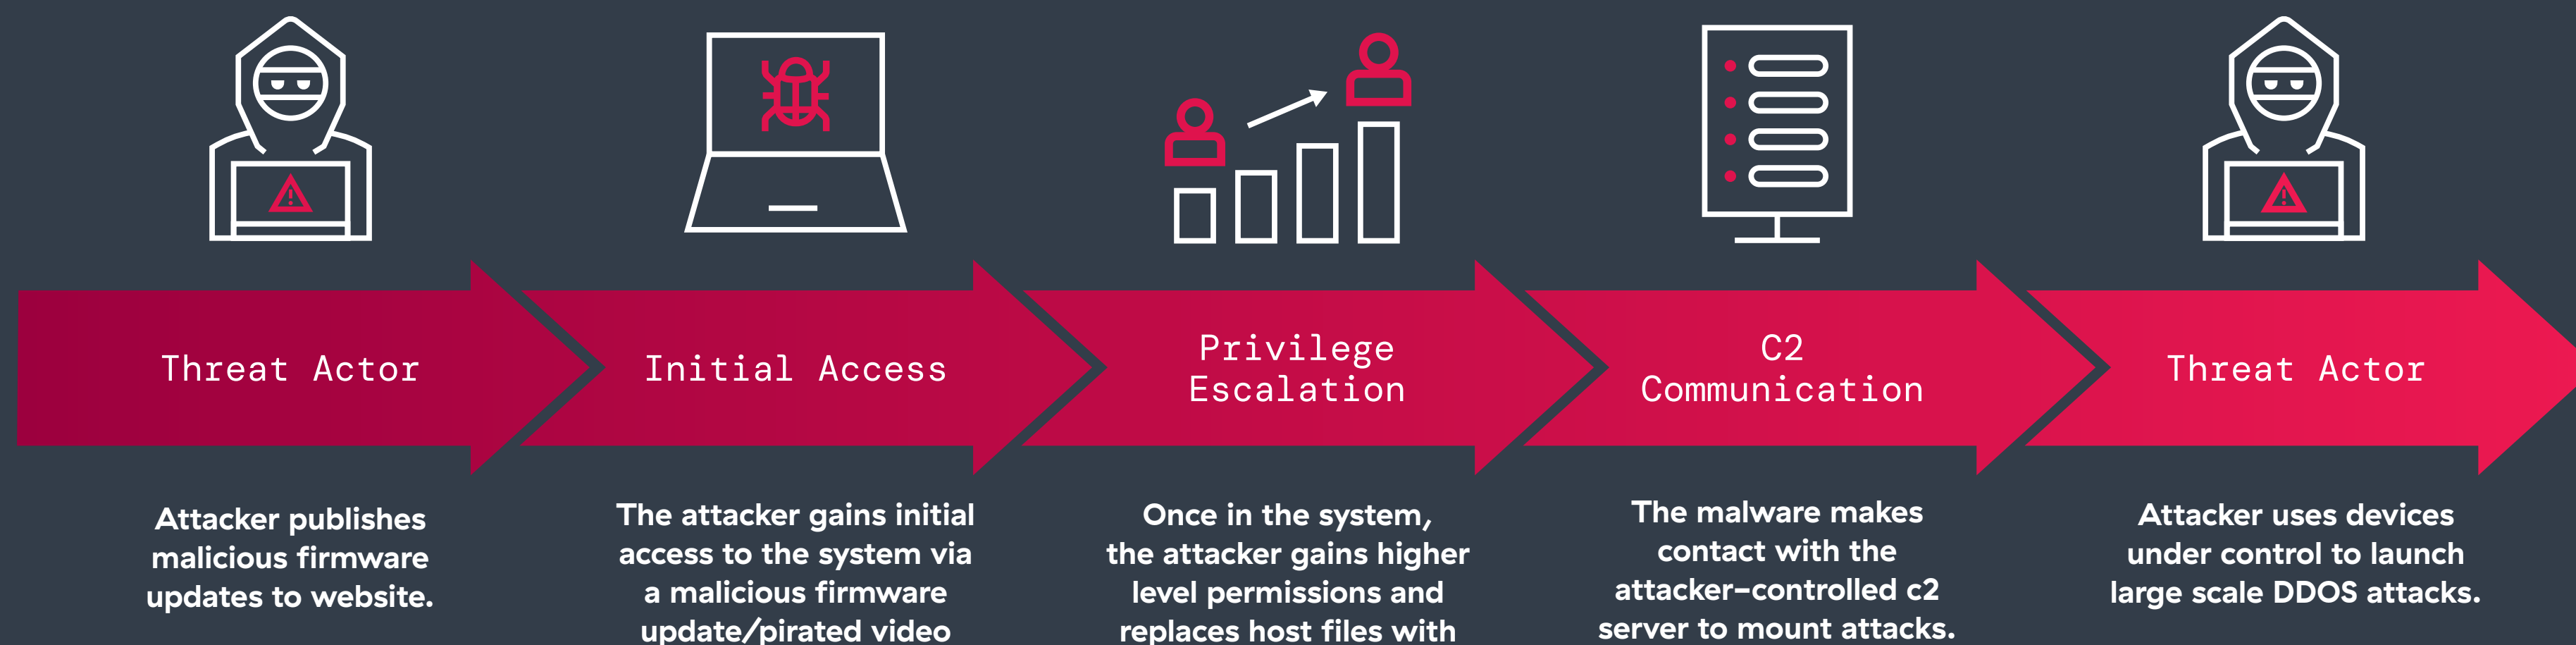 Threat Actor
Initial Access
Privilege
Escalation
C2
Communication
Threat Actor
Attacker publishes
malicious firmware
updates to website.
The attacker gains initial
access to the system via
a malicious firmware
update/pirated video
Once in the system,
the attacker gains higher
level permissions and
replaces host files with
The malware makes
contact with the
attacker-controlled c2
server to mount attacks.
Attacker uses devices
under control to launch
large scale DDOS attacks.